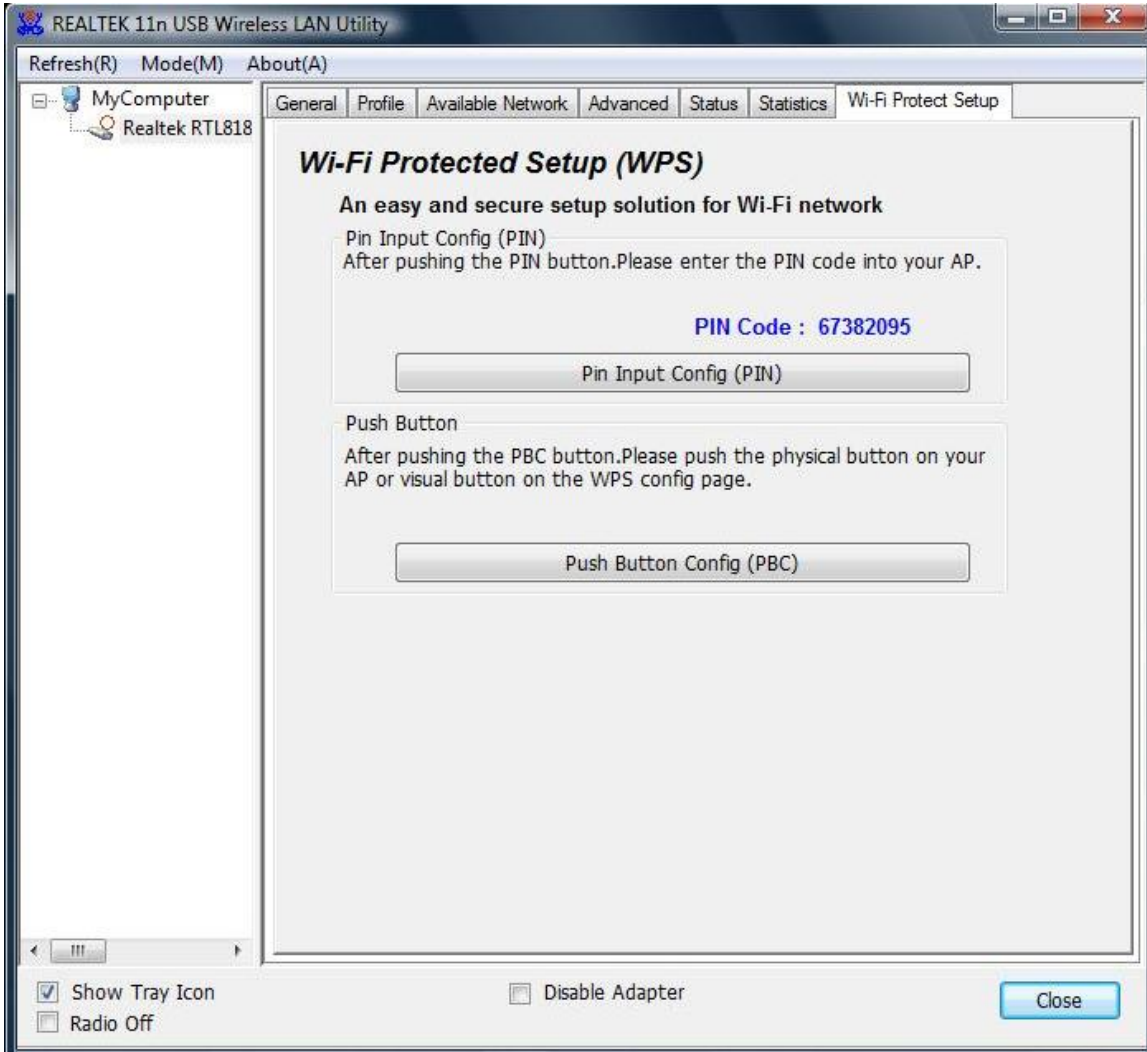 REALTEK 11n USB Wireless LAN Utility
Refresh(R) Mode(M) About(A)
MyComputer
Realtek RTL818
General Profile Available Network Advanced Status Statistics Wi-Fi Protect Setup
Wi-Fi Protected Setup (WPS)
An easy and secure setup solution for Wi-Fi network
Pin Input Config (PIN)
After pushing the PIN button.Please enter the PIN code into your AP.
PIN Code : 67382095
Pin Input Config (PIN)
Push Button
After pushing the PBC button.Please push the physical button on your
AP or visual button on the WPS config page.
Push Button Config (PBC)
Show Tray Icon
Radio Off
Disable Adapter
Close